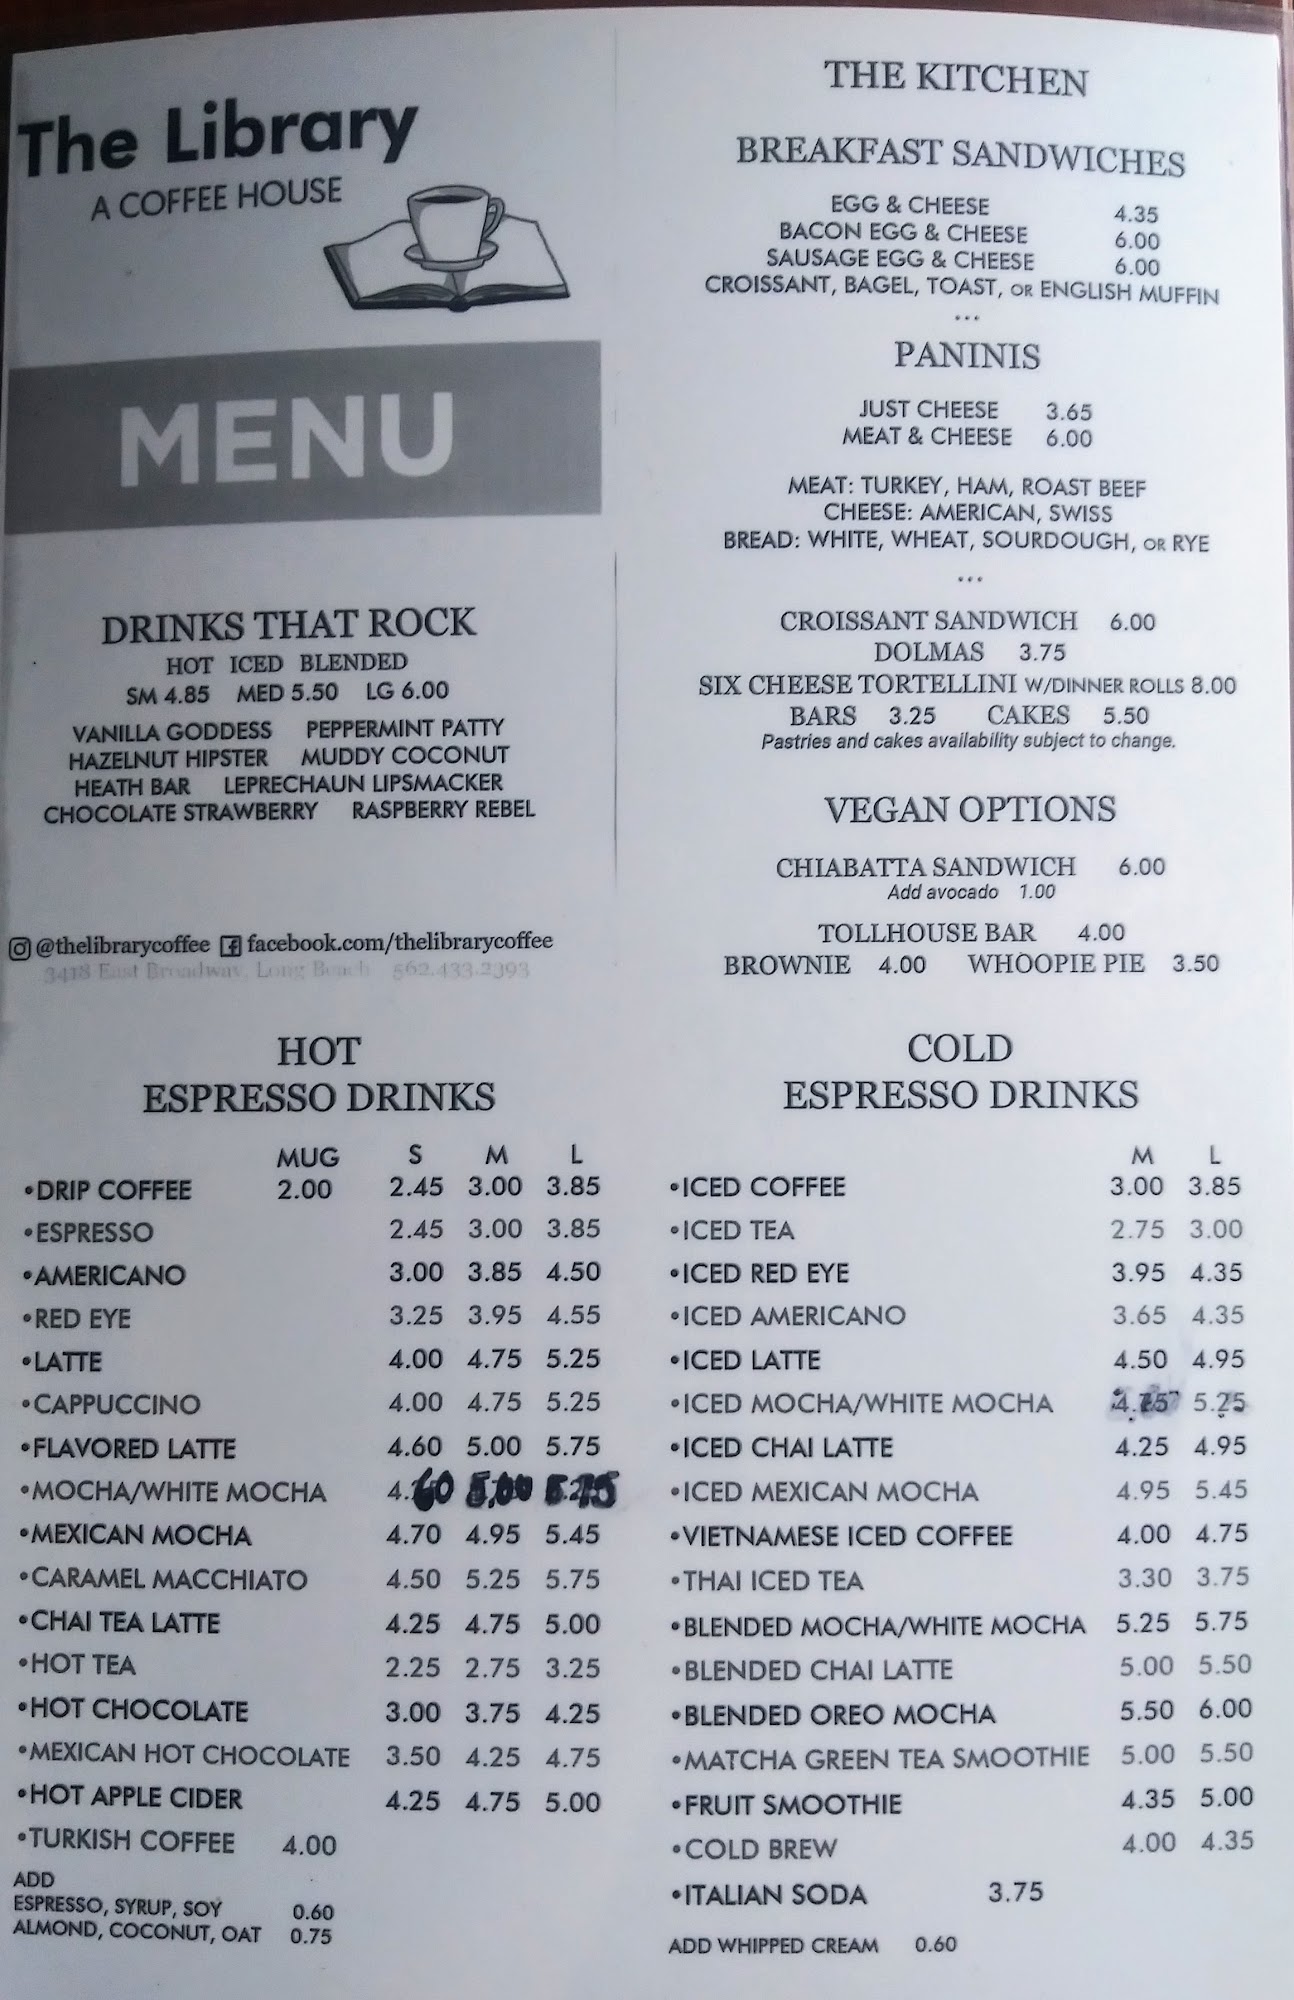 The Library
A COFFEE HOUSE
MENU
DRINKS THAT ROCK
HOT ICED BLENDED
SM 4.85 MED 5.50 LG 6.00
VANILLA GODDESS PEPPERMINT PATTY
HAZELNUT HIPSTER MUDDY COCONUT
HEATH BAR LEPRECHAUN LIPSMACKER
CHOCOLATE STRAWBERRY RASPBERRY REBEL
@thelibrarycoffee facebook.com/thelibrarycoffee
3418 East Broadway, Long Beach 562.433.2393
THE KITCHEN
BREAKFAST SANDWICHES
EGG & CHEESE 4.35
BACON EGG & CHEESE 6.00
SAUSAGE EGG & CHEESE 6.00
CROISSANT, BAGEL, TOAST, OR ENGLISH MUFFIN
...
PANINIS
JUST CHEESE 3.65
MEAT & CHEESE 6.00
MEAT: TURKEY, HAM, ROAST BEEF
CHEESE: AMERICAN, SWISS
BREAD: WHITE, WHEAT, SOURDOUGH, OR RYE
...
CROISSANT SANDWICH 6.00
DOLMAS 3.75
SIX CHEESE TORTELLINI W/DINNER ROLLS 8.00
BARS 3.25 CAKES 5.50
Pastries and cakes availability subject to change.
VEGAN OPTIONS
CHIABATTA SANDWICH 6.00
Add avocado 1.00
TOLLHOUSE BAR 4.00
BROWNIE 4.00 WHOOPIE PIE 3.50
HOT
ESPRESSO DRINKS
MUG S M L
•DRIP COFFEE 2.00 2.45 3.00 3.85
•ESPRESSO 2.45 3.00 3.85
•AMERICANO 3.00 3.85 4.50
•RED EYE 3.25 3.95 4.55
•LATTE 4.00 4.75 5.25
•CAPPUCCINO 4.00 4.75 5.25
•FLAVORED LATTE 4.60 5.00 5.75
•MOCHA/WHITE MOCHA 4.60 5.00 5.75
•MEXICAN MOCHA 4.70 4.95 5.45
•CARAMEL MACCHIATO 4.50 5.25 5.75
•CHAI TEA LATTE 4.25 4.75 5.00
•HOT TEA 2.25 2.75 3.25
•HOT CHOCOLATE 3.00 3.75 4.25
•MEXICAN HOT CHOCOLATE 3.50 4.25 4.75
•HOT APPLE CIDER 4.25 4.75 5.00
•TURKISH COFFEE 4.00
ADD
ESPRESSO, SYRUP, SOY 0.60
ALMOND, COCONUT, OAT 0.75
COLD
ESPRESSO DRINKS
M L
•ICED COFFEE 3.00 3.85
•ICED TEA 2.75 3.00
•ICED RED EYE 3.95 4.35
•ICED AMERICANO 3.65 4.35
•ICED LATTE 4.50 4.95
•ICED MOCHA/WHITE MOCHA 5.25
•ICED CHAI LATTE 4.25 4.95
•ICED MEXICAN MOCHA 4.95 5.45
•VIETNAMESE ICED COFFEE 4.00 4.75
•THAI ICED TEA 3.30 3.75
•BLENDED MOCHA/WHITE MOCHA 5.25 5.75
•BLENDED CHAI LATTE 5.00 5.50
•BLENDED OREO MOCHA 5.50 6.00
•MATCHA GREEN TEA SMOOTHIE 5.00 5.50
•FRUIT SMOOTHIE 4.35 5.00
•COLD BREW 4.00 4.35
•ITALIAN SODA 3.75
ADD WHIPPED CREAM 0.60